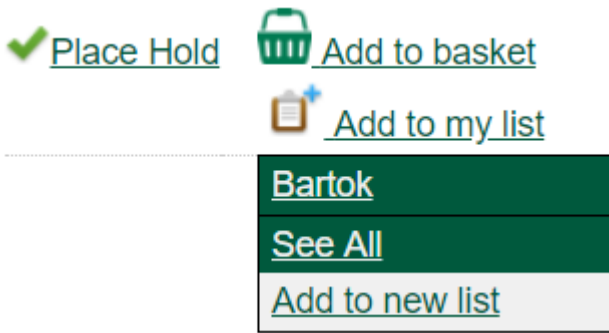 Place Hold Add to basket
Add to my list
Bartok
See All
Add to new list